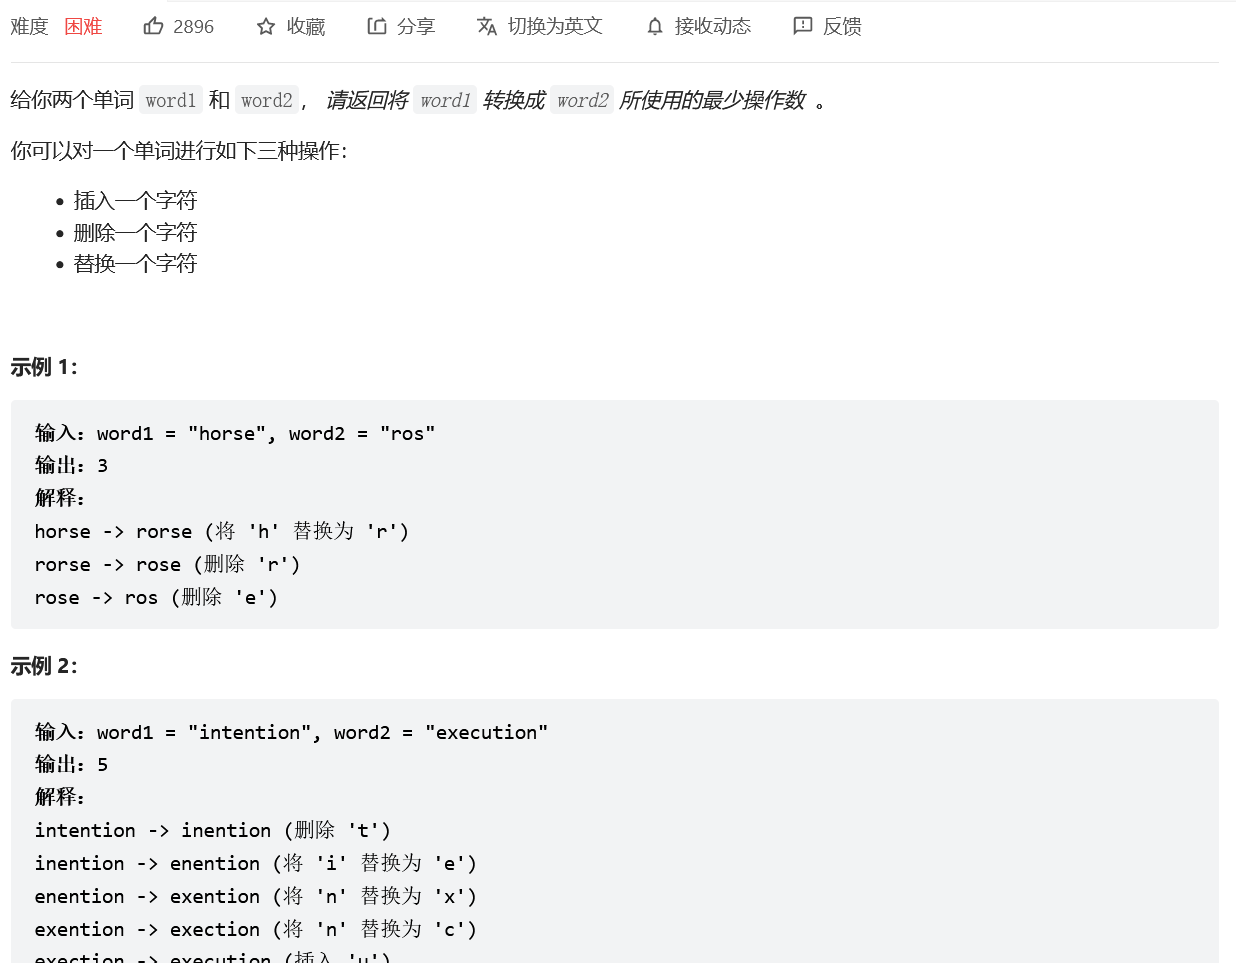 难度 困难 2896 收藏 分享 切换为英文 接收动态 反馈
给你两个单词 word1 和 word2， 请返回将 word1 转换成 word2 所使用的最少操作数 。
你可以对一个单词进行如下三种操作：
• 插入一个字符
• 删除一个字符
• 替换一个字符
示例 1：
输入：word1 = "horse", word2 = "ros"
输出：3
解释：
horse -> rorse (将 'h' 替换为 'r')
rorse -> rose (删除 'r')
rose -> ros (删除 'e')
示例 2：
输入：word1 = "intention", word2 = "execution"
输出：5
解释：
intention -> inention (删除 't')
inention -> enention (将 'i' 替换为 'e')
enention -> exention (将 'n' 替换为 'x')
exention -> exection (将 'n' 替换为 'c')
exection -> execution (插入 'u')